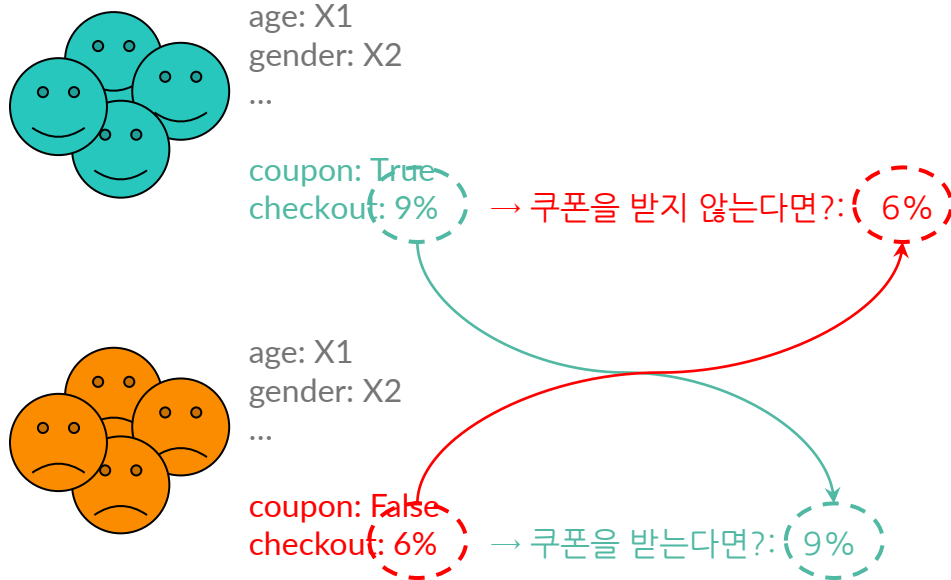 age: X1
gender: X2
...
coupon: True
checkout: 9% → 쿠폰을 받지 않는다면?: 6%
age: X1
gender: X2
...
coupon: False
checkout: 6% → 쿠폰을 받는다면?: 9%